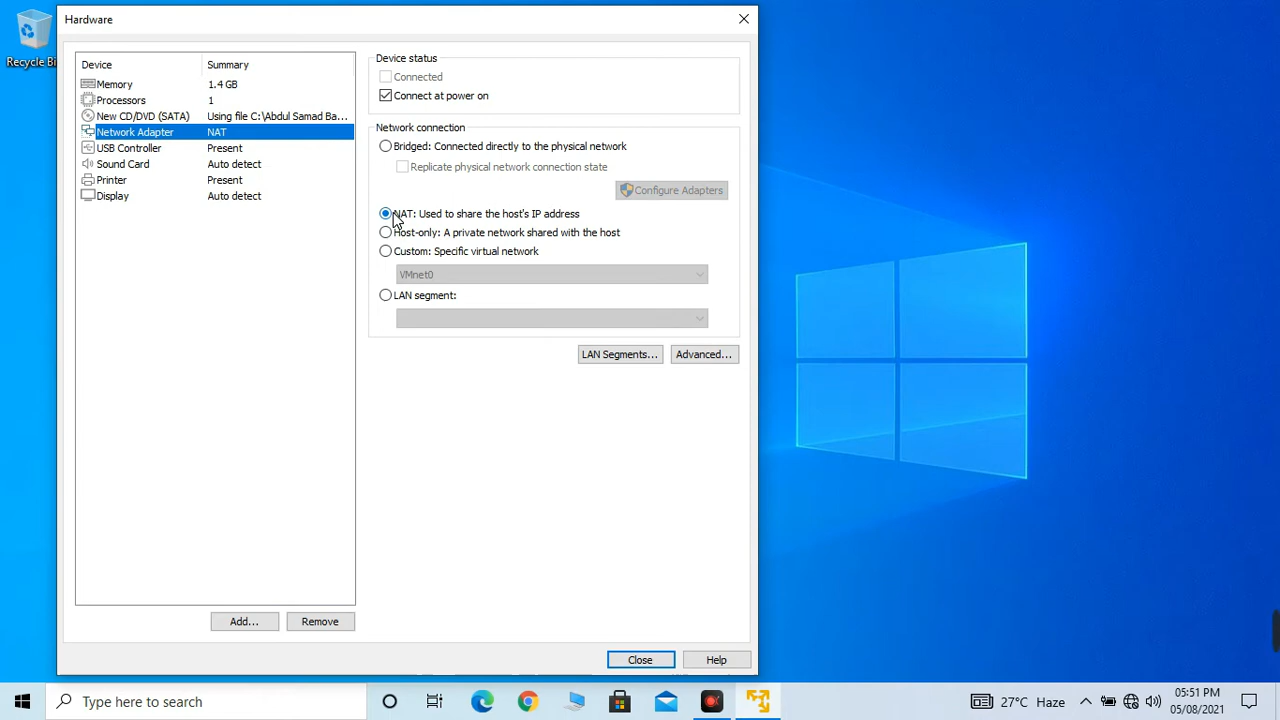 Recycle Bi
Hardware
Device Summary
Memory 1.4 GB
Processors 1
New CD/DVD (SATA) Using file C:\Abdul Samad Ba...
Network Adapter NAT
USB Controller Present
Sound Card Auto detect
Printer Present
Display Auto detect
Add...
Remove
Device status
Connected
Connect at power on
Network connection
Bridged: Connected directly to the physical network
Replicate physical network connection state
Configure Adapters
NAT: Used to share the host's IP address
Host-only: A private network shared with the host
Custom: Specific virtual network
VMnet0
LAN segment:
LAN Segments...
Advanced...
Close
Help
Type here to search
27°C Haze
05:51 PM
05/08/2021